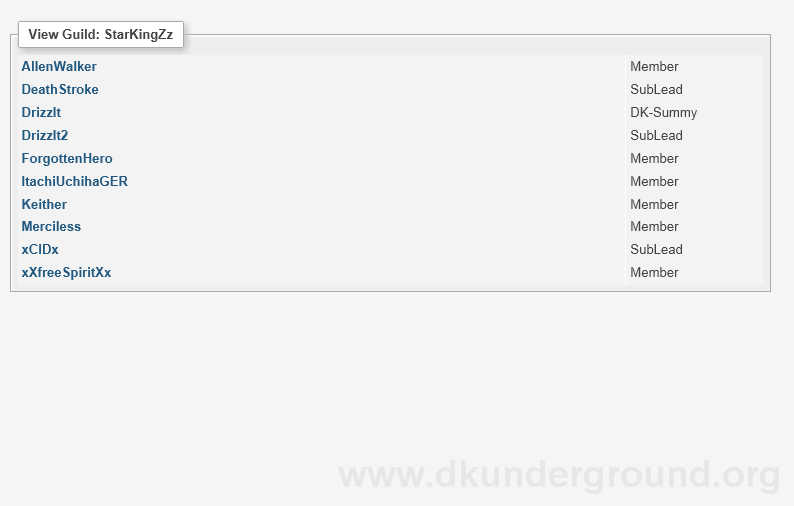 View Guild: StarKingZz
AllenWalker Member
DeathStroke SubLead
DrizzIt DK-Summy
DrizzIt2 SubLead
ForgottenHero Member
ItachiUchihaGER Member
Keither Member
Merciless Member
xCIDx SubLead
xXfreeSpiritXx Member
www.dkunderground.org